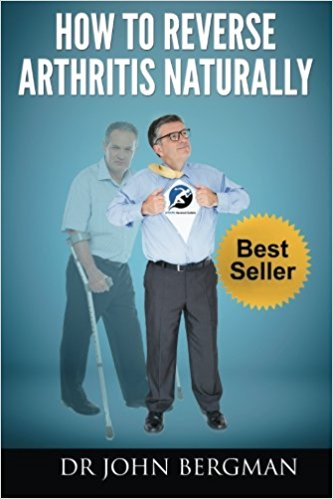 HOW TO REVERSE
ARTHRITIS NATURALLY
Best
Seller
DR JOHN BERGMAN